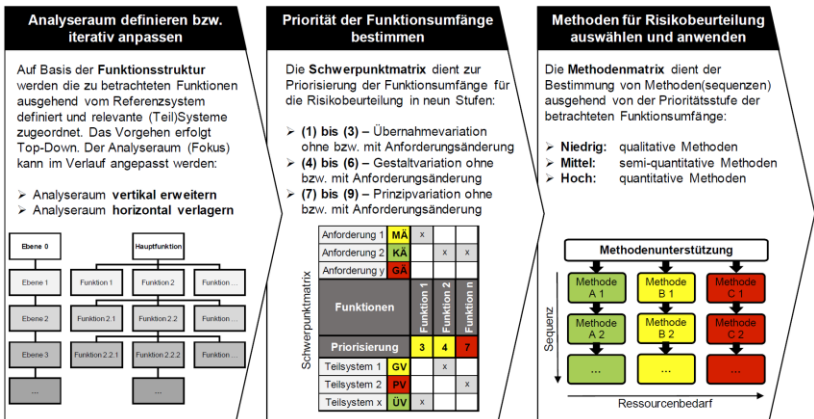 Analyseraum definieren bzw.
iterativ anpassen
Auf Basis der Funktionsstruktur
werden die zu betrachteten Funktionen
ausgehend vom Referenzsystem
definiert und relevante (Teil)Systeme
zugeordnet. Das Vorgehen erfolgt
Top-Down. Der Analyseraum (Fokus)
kann im Verlauf angepasst werden:
➢ Analyseraum vertikal erweitern
➢ Analyseraum horizontal verlagern
Ebene 0 Hauptfunktion
Ebene 1 Funktion 1 Funktion 2 Funktion ...
Ebene 2 Funktion 2.1 Funktion 2.2 Funktion ...
Ebene 3 Funktion 2.2.1 Funktion 2.2.2 Funktion ...
... ...
Priorität der Funktionsumfänge
bestimmen
Die Schwerpunktmatrix dient zur
Priorisierung der Funktionsumfänge für
die Risikobeurteilung in neun Stufen:
➢ (1) bis (3) – Übernahmevariation
ohne bzw. mit Anforderungsänderung
➢ (4) bis (6) – Gestaltvariation ohne
bzw. mit Anforderungsänderung
➢ (7) bis (9) – Prinzipvariation ohne
bzw. mit Anforderungsänderung
Schwerpunktmatrix
Anforderung 1 MÄ x
Anforderung 2 KÄ x x
Anforderung y GÄ
Funktionen Funktion 1 Funktion 2 Funktion n
Priorisierung 3 4 7
Teilsystem 1 GV x
Teilsystem 2 PV x
Teilsystem x ÜV x
Methoden für Risikobeurteilung
auswählen und anwenden
Die Methodenmatrix dient der
Bestimmung von Methoden(sequenzen)
ausgehend von der Prioritätsstufe der
betrachteten Funktionsumfänge:
➢ Niedrig: qualitative Methoden
➢ Mittel: semi-quantitative Methoden
➢ Hoch: quantitative Methoden
Methodenunterstützung
Sequenz
Methode A 1 Methode B 1 Methode C 1
Methode A 2 Methode B 2 Methode C 2
... ... ...
Ressourcenbedarf